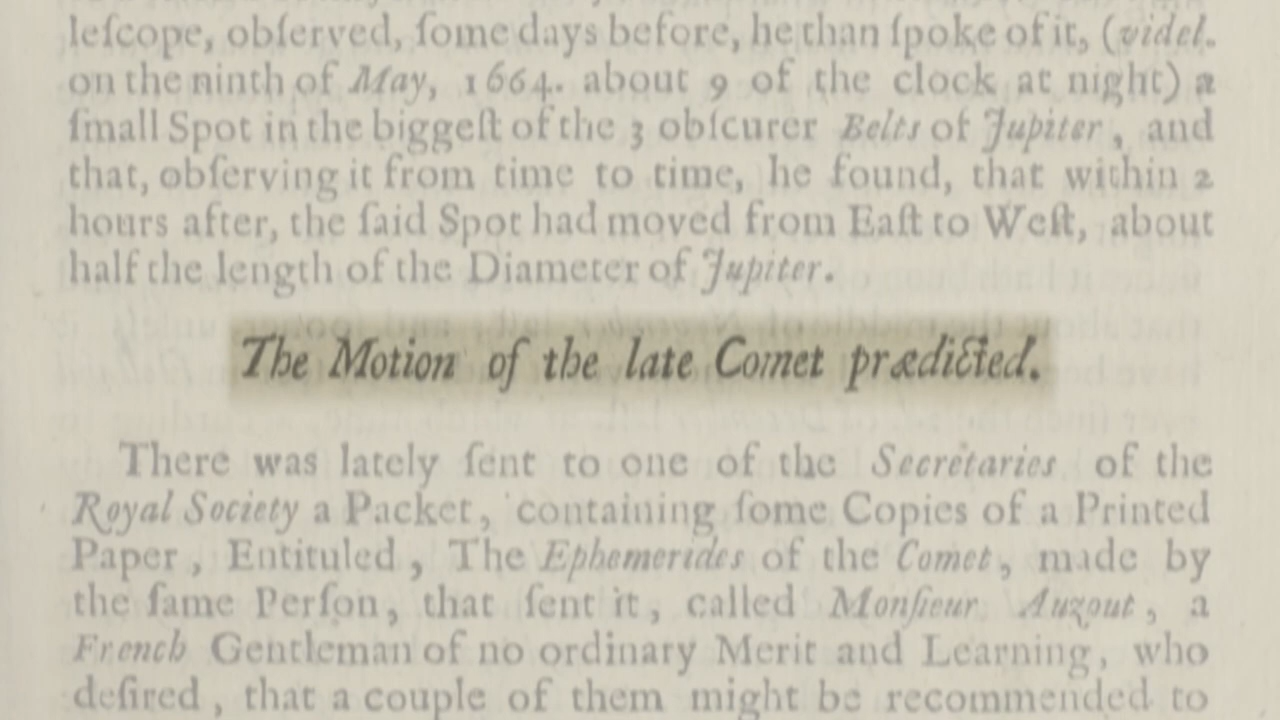 leſcope, obſerved, ſome days before, he than ſpoke of it, (videl.
on the ninth of May, 1664. about 9 of the clock at night) a
ſmall Spot in the biggeſt of the 3 obſcurer Belts of Jupiter, and
that, obſerving it from time to time, he found, that within 2
hours after, the ſaid Spot had moved from Eaſt to Weſt, about
half the length of the Diameter of Jupiter.
The Motion of the late Comet prædicted.
There was lately ſent to one of the Secretaries of the
Royal Society a Packet, containing ſome Copies of a Printed
Paper, Entituled, The Ephemerides of the Comet, made by
the ſame Perſon, that ſent it, called Monſieur Auzout, a
French Gentleman of no ordinary Merit and Learning, who
deſired, that a couple of them might be recommended to